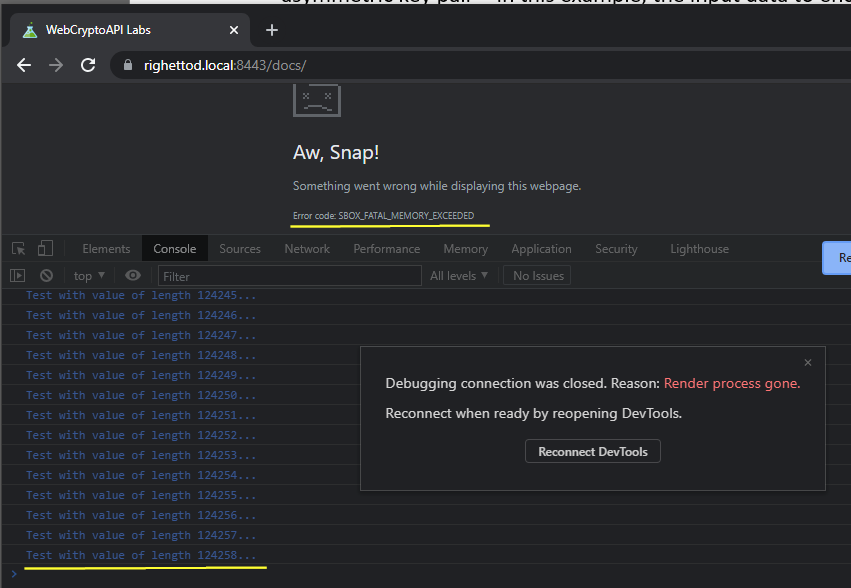 asymmetric key pair - in this example, the input data to
WebCryptoAPI Labs
righettod.local:8443/docs/
Aw, Snap!
Something went wrong while displaying this webpage.
Error code: SBOX_FATAL_MEMORY_EXCEEDED
Elements Console Sources Network Performance Memory Application Security Lighthouse
top Filter All levels No Issues
Test with value of length 124245...
Test with value of length 124246...
Test with value of length 124247...
Test with value of length 124248...
Test with value of length 124249...
Test with value of length 124250...
Test with value of length 124251...
Test with value of length 124252...
Test with value of length 124253...
Test with value of length 124254...
Test with value of length 124255...
Test with value of length 124256...
Test with value of length 124257...
Test with value of length 124258...
Debugging connection was closed. Reason: Render process gone.
Reconnect when ready by reopening DevTools.
Reconnect DevTools